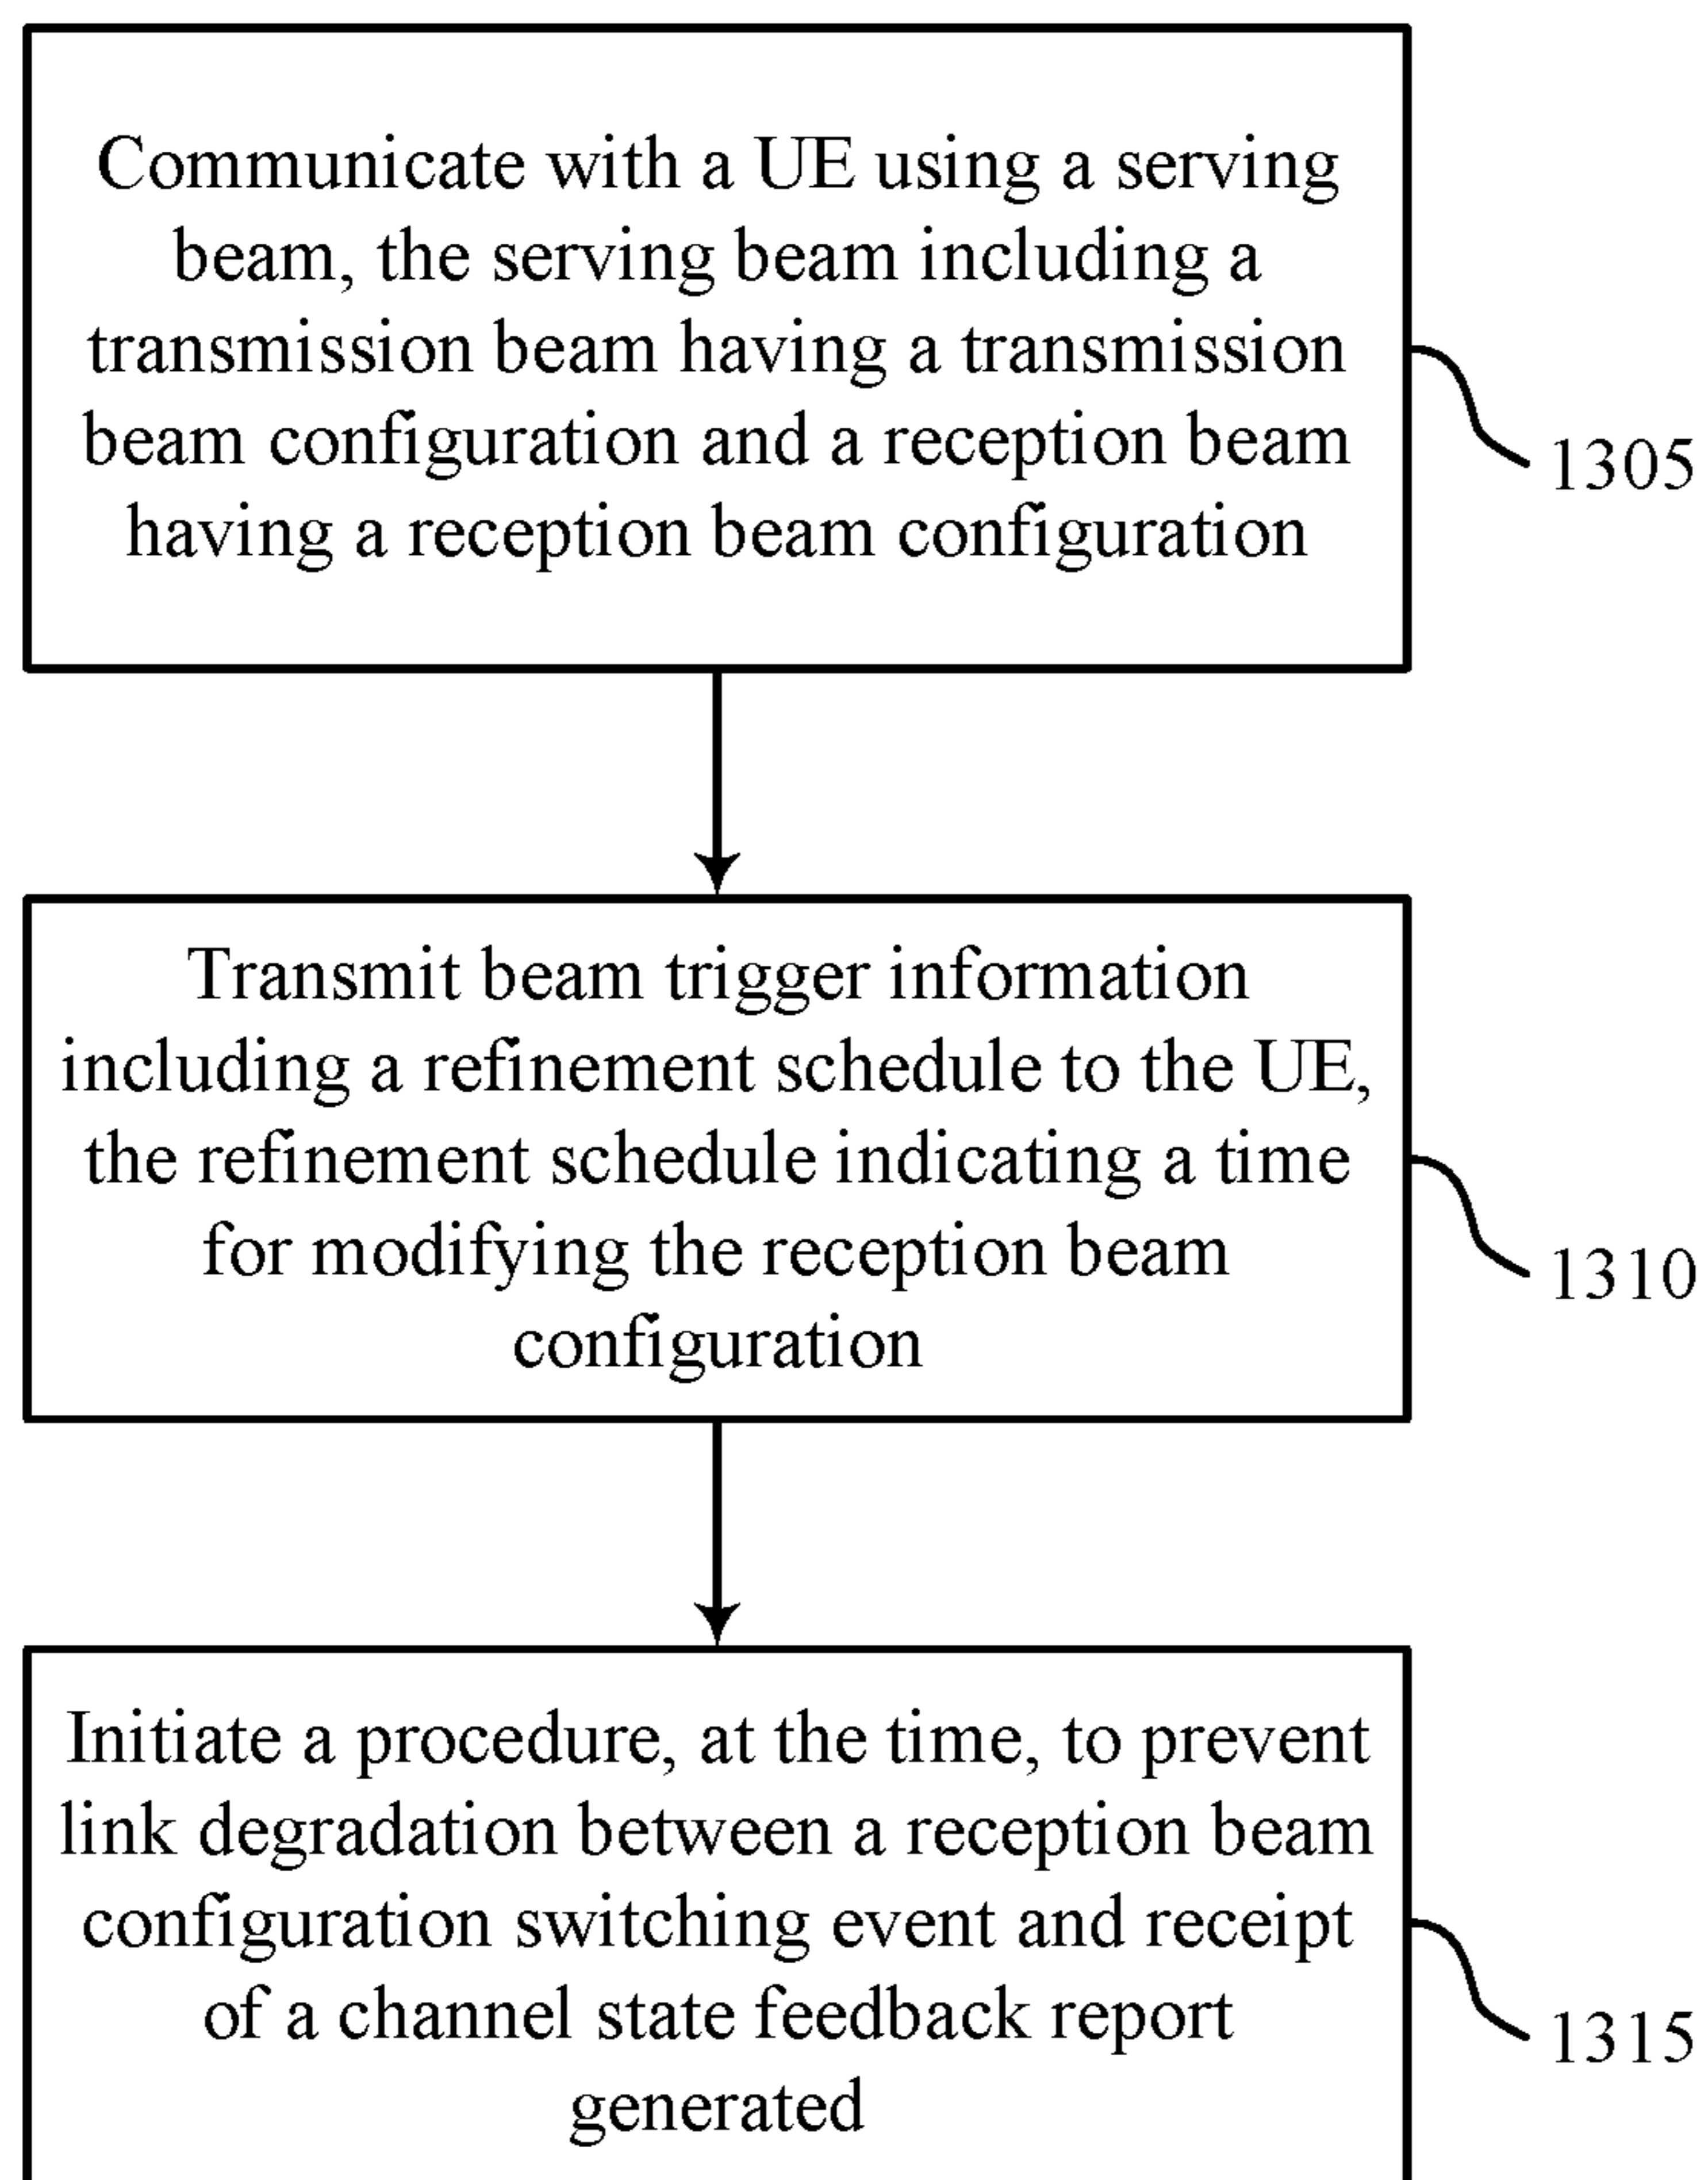 Communicate with a UE using a serving
beam, the serving beam including a
transmission beam having a transmission
beam configuration and a reception beam
having a reception beam configuration
1305
Transmit beam trigger information
including a refinement schedule to the UE,
the refinement schedule indicating a time
for modifying the reception beam
configuration
1310
Initiate a procedure, at the time, to prevent
link degradation between a reception beam
configuration switching event and receipt
of a channel state feedback report
generated
1315